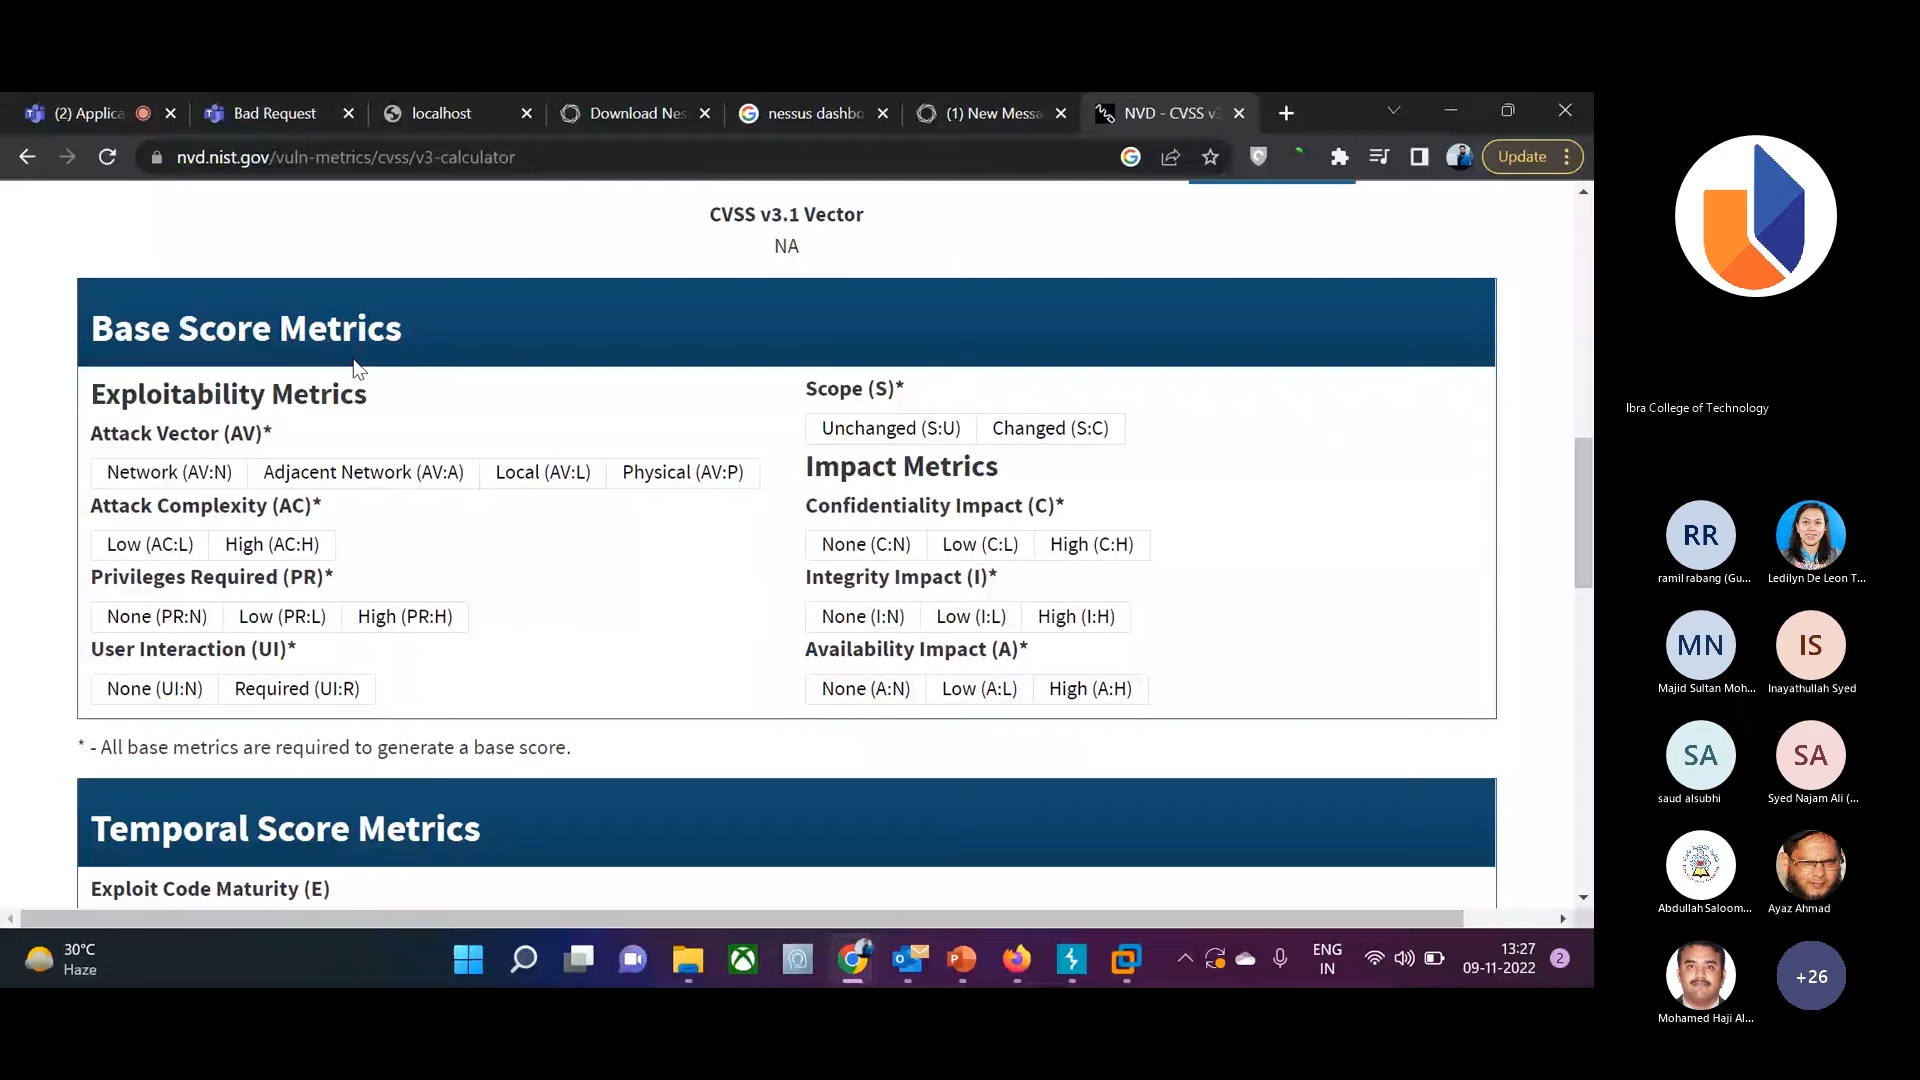 (2) Applica
Bad Request
localhost
Download Nes
nessus dashbo
(1) New Messa
NVD - CVSS v
nvd.nist.gov/vuln-metrics/cvss/v3-calculator
Update
CVSS v3.1 Vector
NA
Base Score Metrics
Exploitability Metrics
Attack Vector (AV)*
Network (AV:N) Adjacent Network (AV:A) Local (AV:L) Physical (AV:P)
Attack Complexity (AC)*
Low (AC:L) High (AC:H)
Privileges Required (PR)*
None (PR:N) Low (PR:L) High (PR:H)
User Interaction (UI)*
None (UI:N) Required (UI:R)
Scope (S)*
Unchanged (S:U) Changed (S:C)
Impact Metrics
Confidentiality Impact (C)*
None (C:N) Low (C:L) High (C:H)
Integrity Impact (I)*
None (I:N) Low (I:L) High (I:H)
Availability Impact (A)*
None (A:N) Low (A:L) High (A:H)
* - All base metrics are required to generate a base score.
Temporal Score Metrics
Exploit Code Maturity (E)
30°C
Haze
ENG
IN
13:27
09-11-2022
2
Ibra College of Technology
RR
ramil rabang (Gu...
Ledilyn De Leon T...
MN
Majid Sultan Moh...
IS
Inayathullah Syed
SA
saud alsubhi
SA
Syed Najam Ali (...
Abdullah Saloom...
Ayaz Ahmad
Mohamed Haji Al...
+26